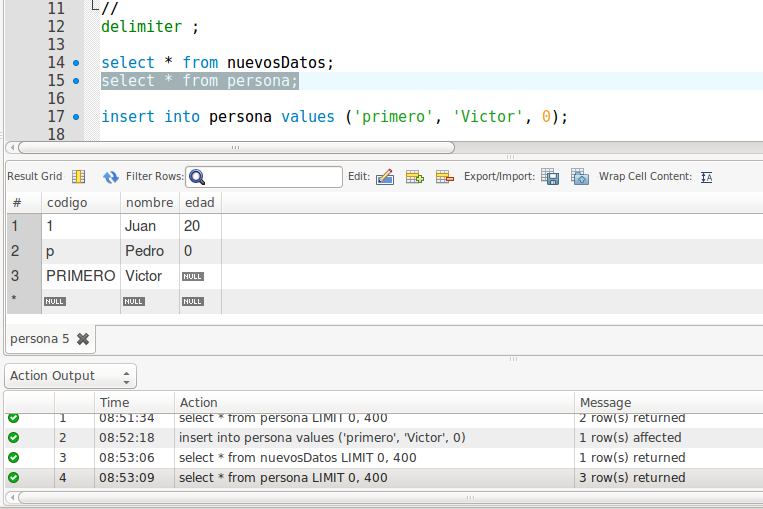 11 //
12 delimiter ;
13
14 select * from nuevosDatos;
15 select * from persona;
16
17 insert into persona values ('primero', 'Victor', 0);
18
Result Grid Filter Rows: Edit: Export/Import: Wrap Cell Content: IA
# codigo nombre edad
1 1 Juan 20
2 p Pedro 0
3 PRIMERO Victor NULL
* NULL NULL NULL
persona 5
Action Output
Time Action Message
1 08:51:34 select * from persona LIMIT 0, 400 2 row(s) returned
2 08:52:18 insert into persona values ('primero', 'Victor', 0) 1 row(s) affected
3 08:53:06 select * from nuevosDatos LIMIT 0, 400 1 row(s) returned
4 08:53:09 select * from persona LIMIT 0, 400 3 row(s) returned